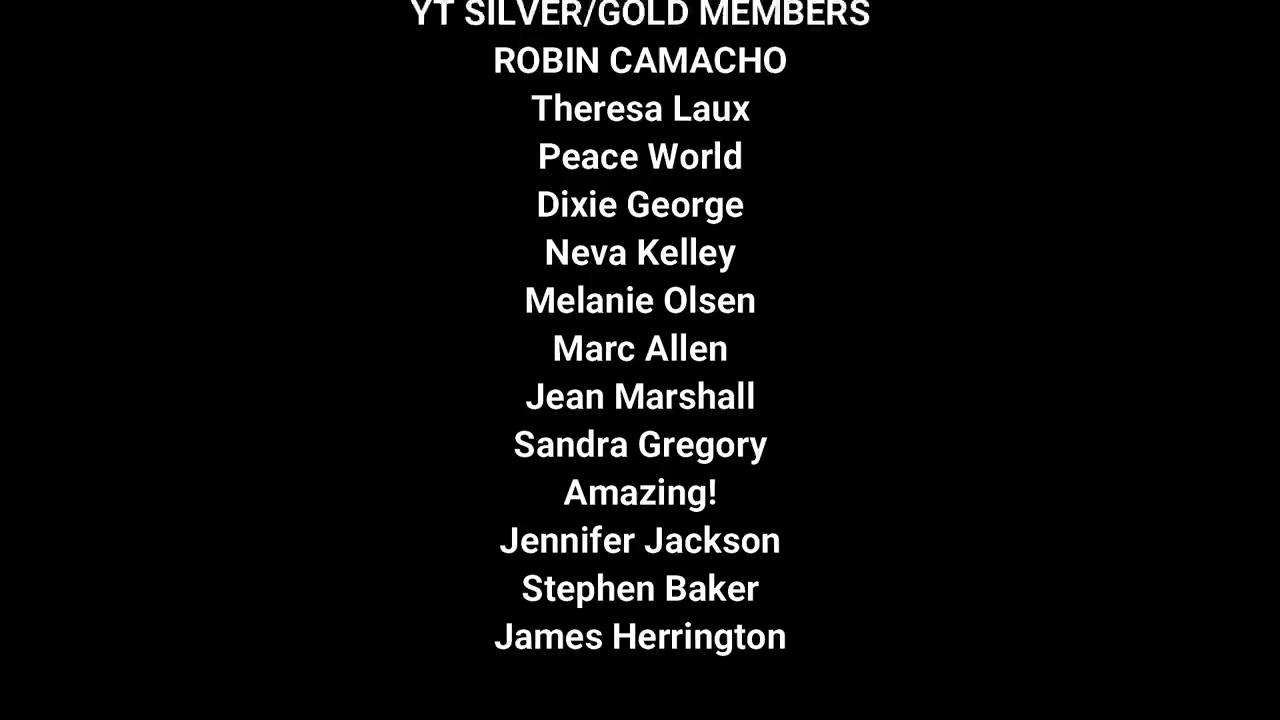 YT SILVER/GOLD MEMBERS
ROBIN CAMACHO
Theresa Laux
Peace World
Dixie George
Neva Kelley
Melanie Olsen
Marc Allen
Jean Marshall
Sandra Gregory
Amazing!
Jennifer Jackson
Stephen Baker
James Herrington